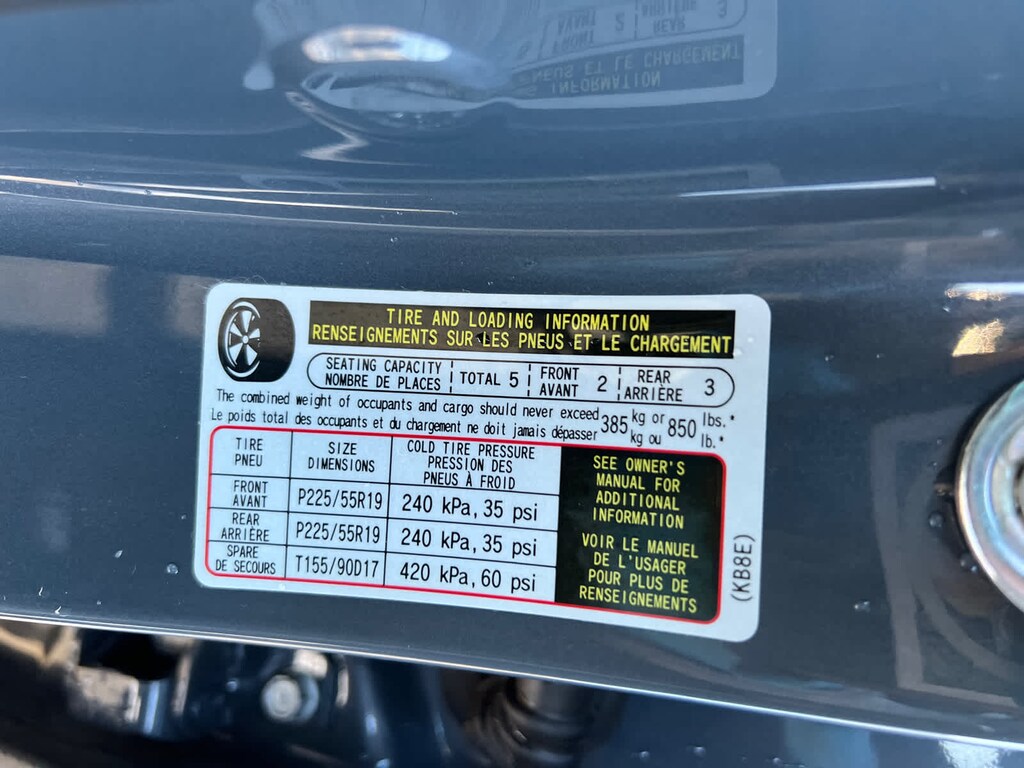 TIRE AND LOADING INFORMATION
RENSEIGNEMENTS SUR LES PNEUS ET LE CHARGEMENT
SEATING CAPACITY
NOMBRE DE PLACES
TOTAL 5
FRONT
AVANT
2
REAR
ARRIÈRE
3
The combined weight of occupants and cargo should never exceed 385 kg or 850 lbs.*
Le poids total des occupants et du chargement ne doit jamais dépasser kg ou lb.*
TIRE
PNEU
SIZE
DIMENSIONS
COLD TIRE PRESSURE
PRESSION DES
PNEUS À FROID
FRONT
AVANT
P225/55R19
240 kPa, 35 psi
REAR
ARRIÈRE
P225/55R19
240 kPa, 35 psi
SPARE
DE SECOURS
T155/90D17
420 kPa, 60 psi
SEE OWNER'S
MANUAL FOR
ADDITIONAL
INFORMATION
VOIR LE MANUEL
DE L'USAGER
POUR PLUS DE
RENSEIGNEMENTS
(KB8E)